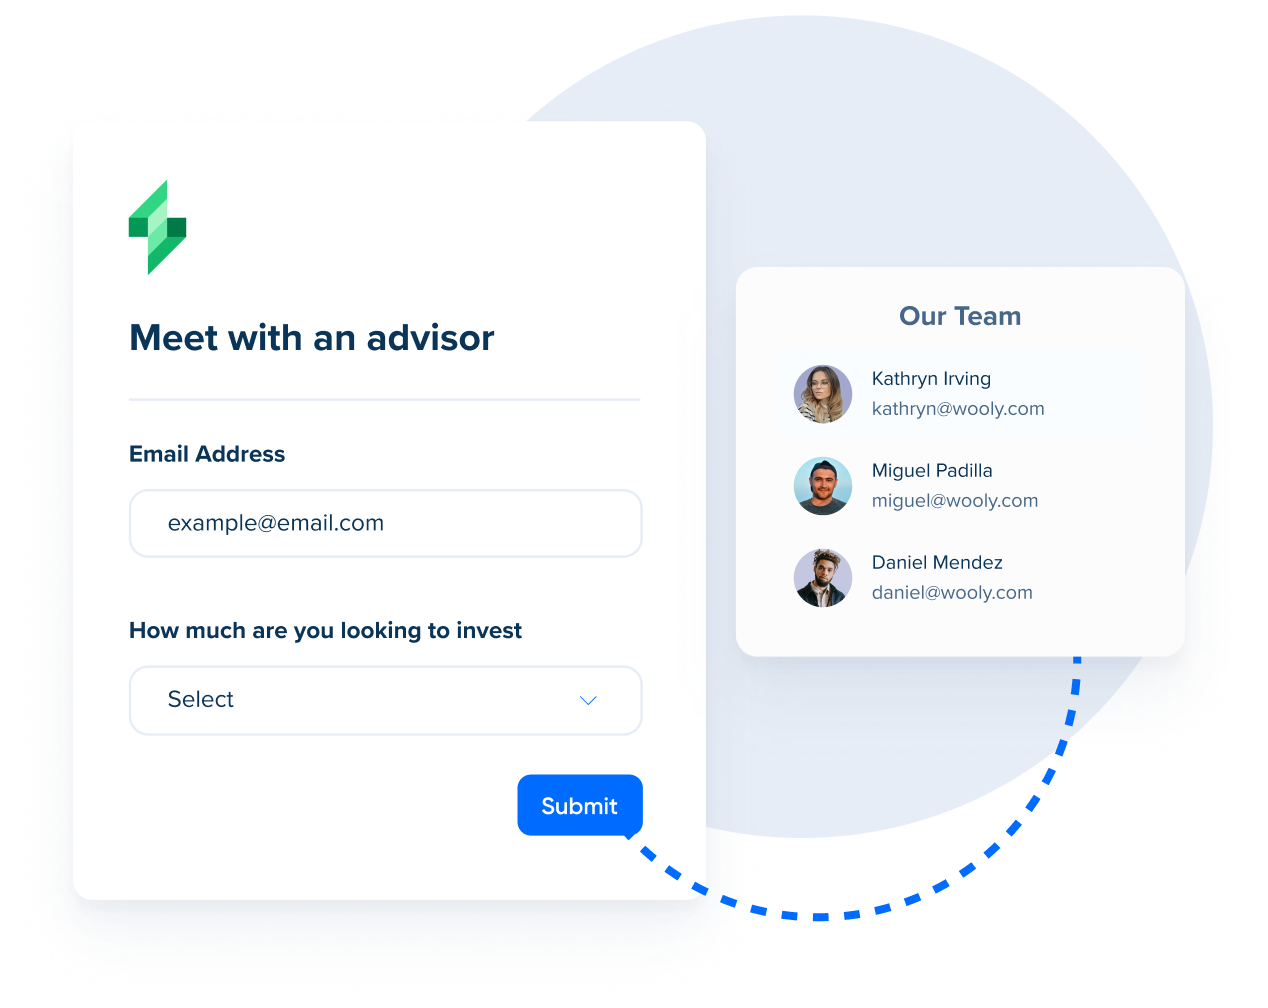 Meet with an advisor
Email Address
example@email.com
How much are you looking to invest
Select
Submit
Our Team
Kathryn Irving
kathryn@wooly.com
Miguel Padilla
miguel@wooly.com
Daniel Mendez
daniel@wooly.com